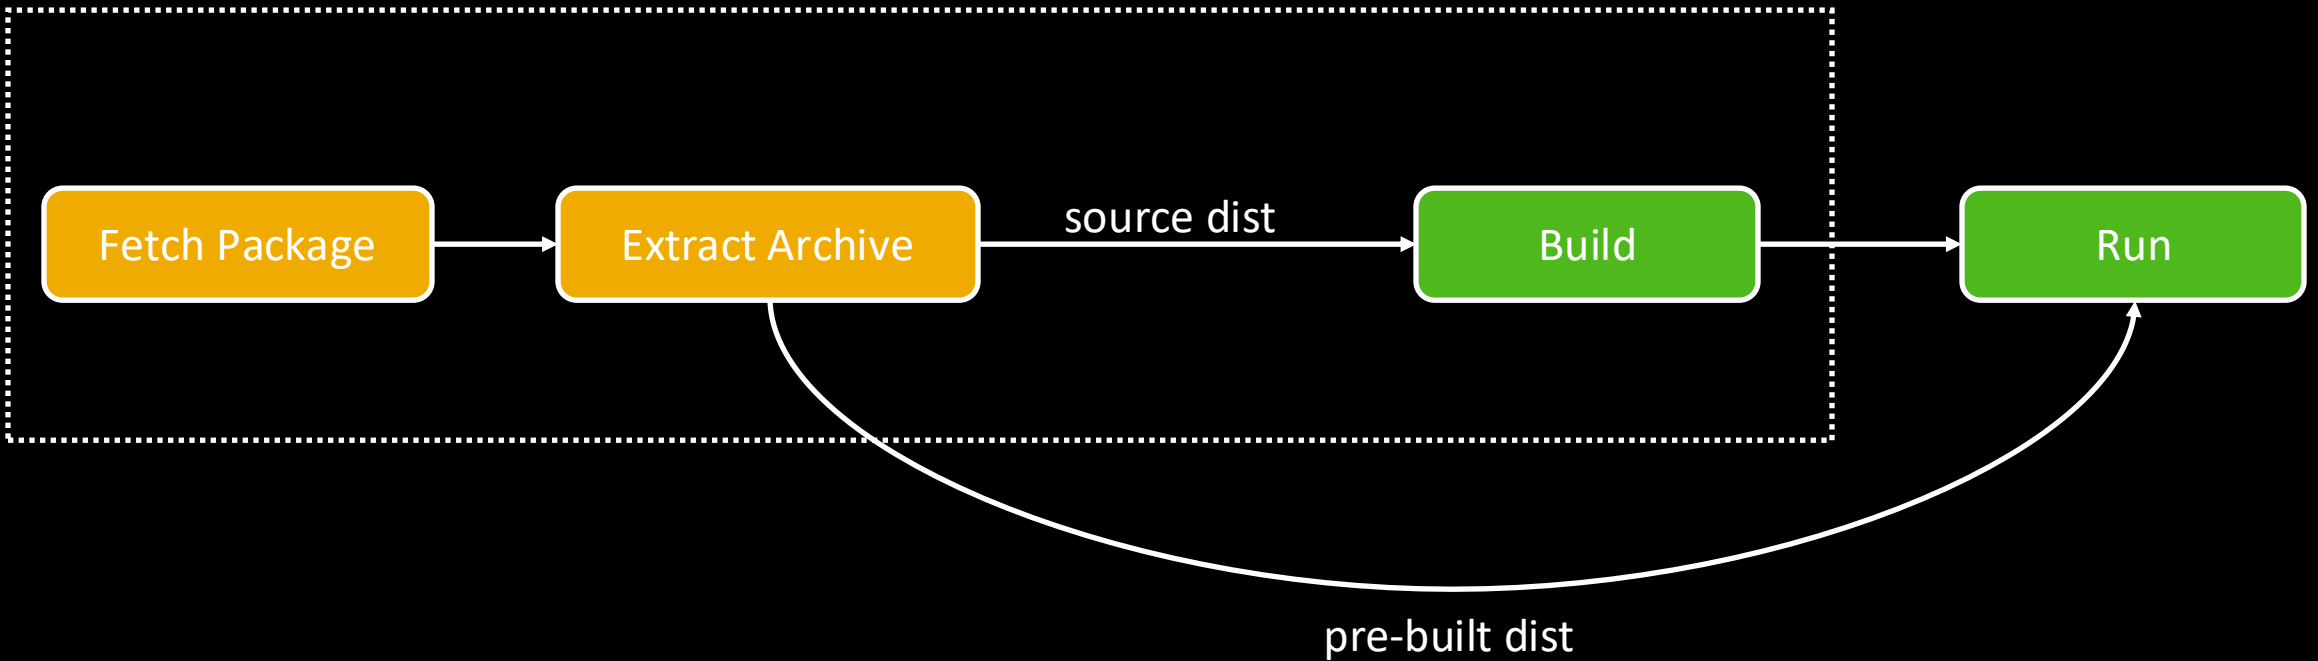 Fetch Package
Extract Archive
source dist
Build
Run
pre-built dist